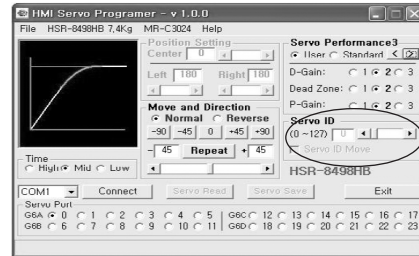 HMI Servo Programer - v 1.0.0
File HSR-8498HB 7,4Kg MR-C3024 Help
Position Setting
Center 0
Left 180 Right 180
Move and Direction
Normal Reverse
-90 -45 0 +45 +90
- 45 Repeat + 45
Time
High Mid Low
Servo Performance3
User Standard < >
D-Gain: 1 2 3
Dead Zone: 1 2 3
P-Gain: 1 2 3
Servo ID
(0 ~127) 0
Servo ID Move
HSR-8498HB
COM1 Connect Servo Read Servo Save Exit
Servo Port
G6A 0 1 2 3 4 5 G6C 12 13 14 15 16 17
G6B 6 7 8 9 10 11 G6D 18 19 20 21 22 23